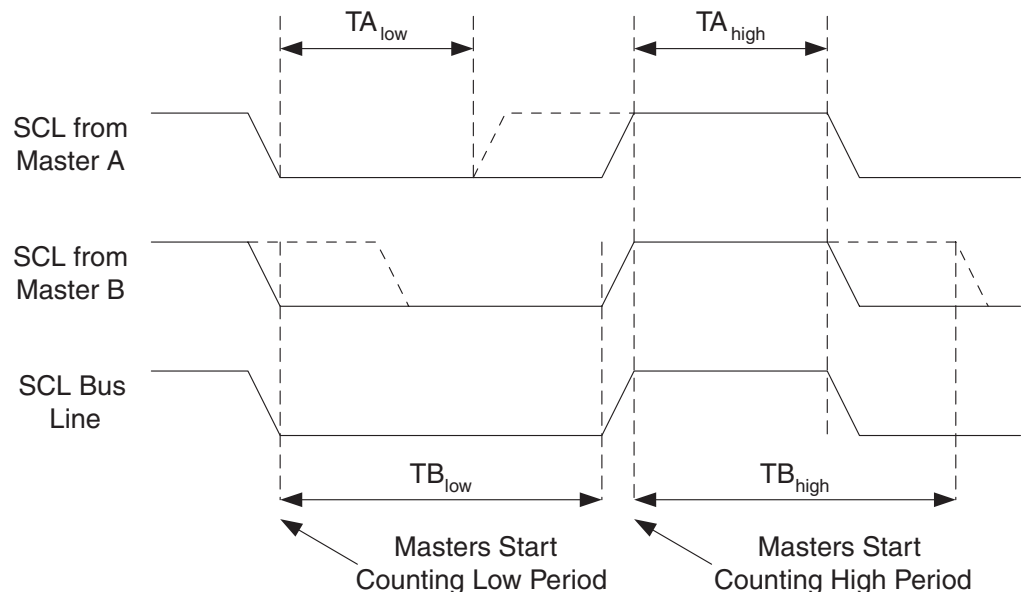 TA low
TA high
SCL from
Master A
SCL from
Master B
SCL Bus
Line
TB low
TB high
Masters Start
Counting Low Period
Masters Start
Counting High Period